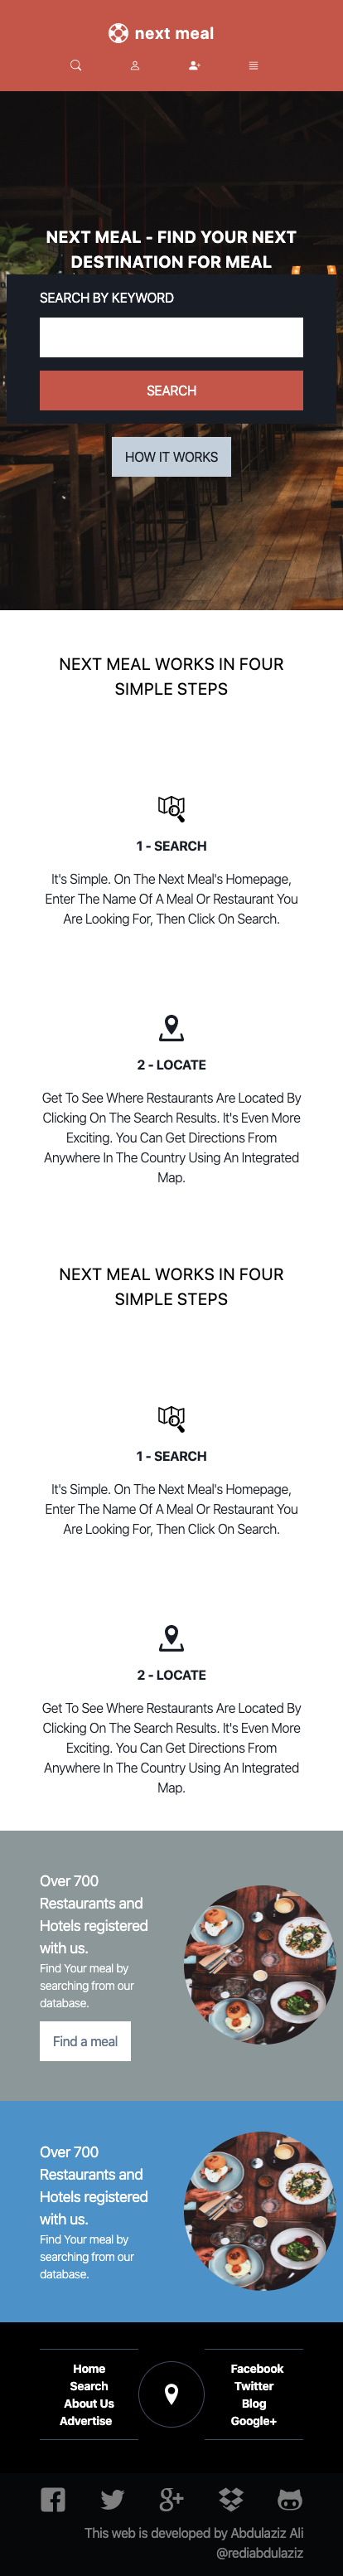 next meal
NEXT MEAL - FIND YOUR NEXT
DESTINATION FOR MEAL
SEARCH BY KEYWORD
SEARCH
HOW IT WORKS
NEXT MEAL WORKS IN FOUR
SIMPLE STEPS
1 - SEARCH
It's Simple. On The Next Meal's Homepage,
Enter The Name Of A Meal Or Restaurant You
Are Looking For, Then Click On Search.
2 - LOCATE
Get To See Where Restaurants Are Located By
Clicking On The Search Results. It's Even More
Exciting. You Can Get Directions From
Anywhere In The Country Using An Integrated
Map.
NEXT MEAL WORKS IN FOUR
SIMPLE STEPS
1 - SEARCH
It's Simple. On The Next Meal's Homepage,
Enter The Name Of A Meal Or Restaurant You
Are Looking For, Then Click On Search.
2 - LOCATE
Get To See Where Restaurants Are Located By
Clicking On The Search Results. It's Even More
Exciting. You Can Get Directions From
Anywhere In The Country Using An Integrated
Map.
Over 700
Restaurants and
Hotels registered
with us.
Find Your meal by
searching from our
database.
Find a meal
Over 700
Restaurants and
Hotels registered
with us.
Find Your meal by
searching from our
database.
Home
Search
About Us
Advertise
Facebook
Twitter
Blog
Google+
This web is developed by Abdulaziz Ali
@rediabdulaziz